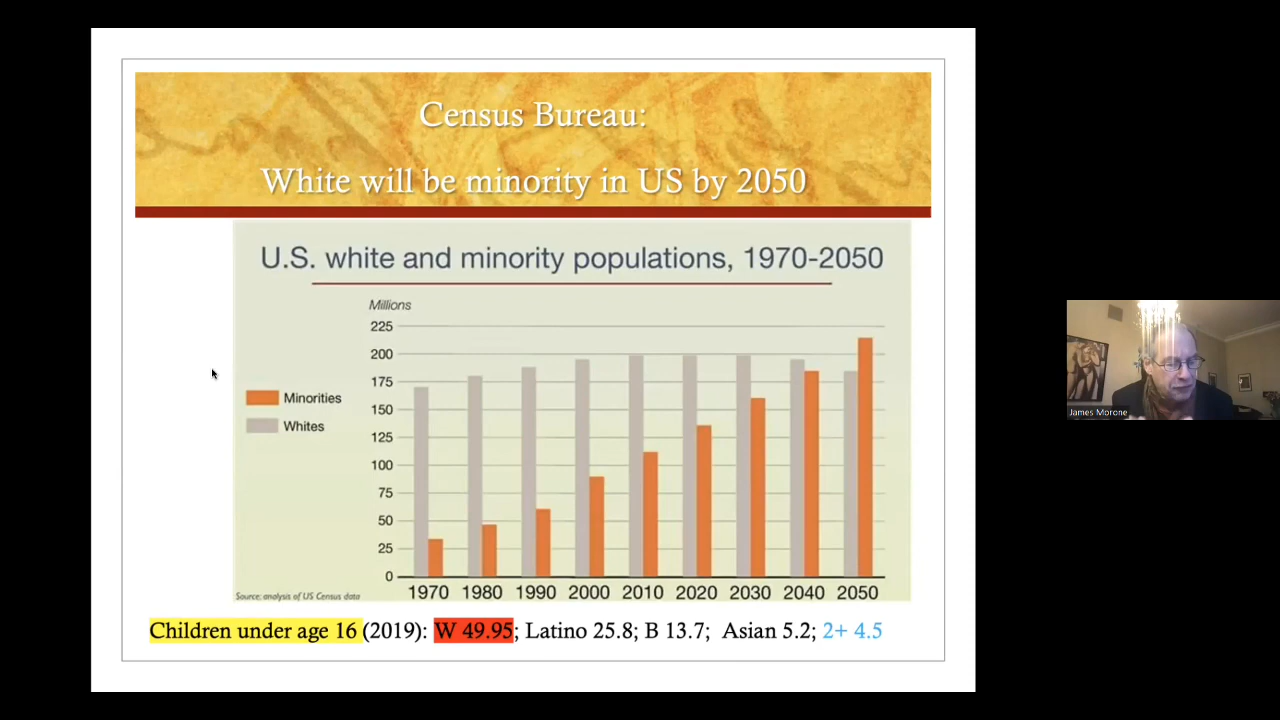 Census Bureau:
White will be minority in US by 2050
U.S. white and minority populations, 1970-2050
Millions
225
200
175
150
125
100
75
50
25
0
Minorities
Whites
1970 1980 1990 2000 2010 2020 2030 2040 2050
Source: analysis of US Census data
Children under age 16 (2019): W 49.95; Latino 25.8; B 13.7; Asian 5.2; 2+ 4.5
James Morone